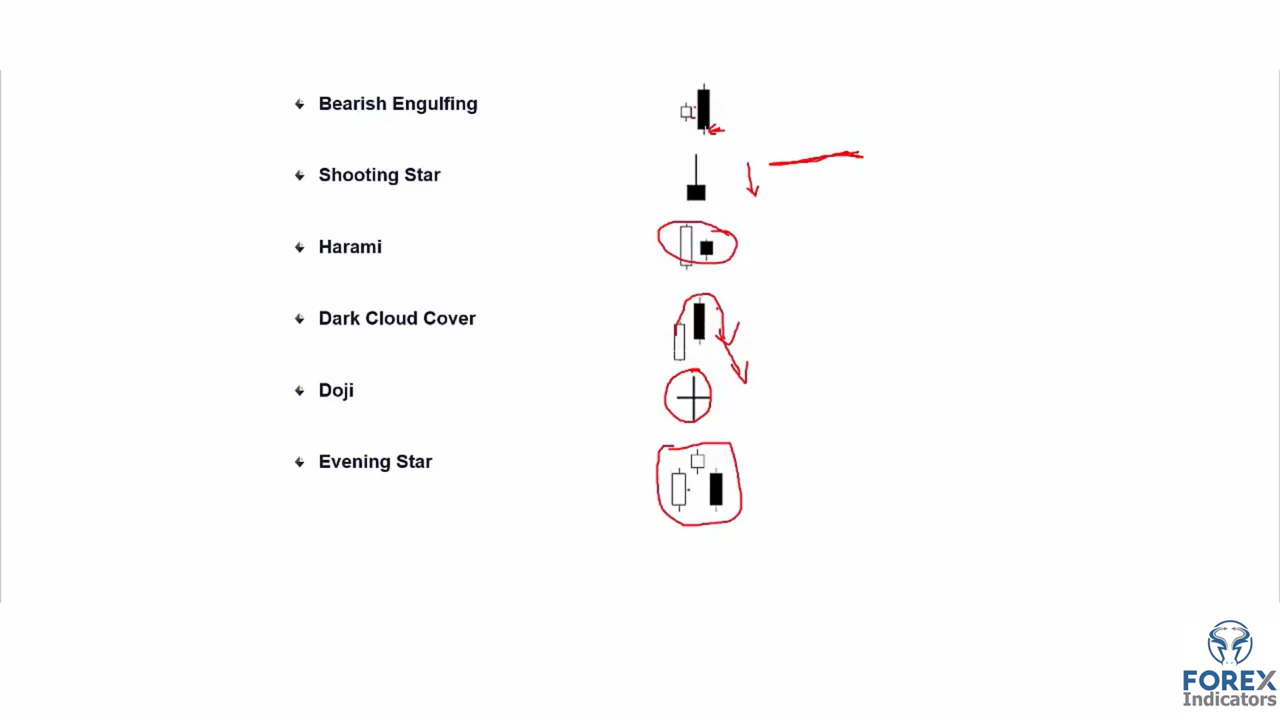 Bearish Engulfing
Shooting Star
Harami
Dark Cloud Cover
Doji
Evening Star
FOREX
Indicators